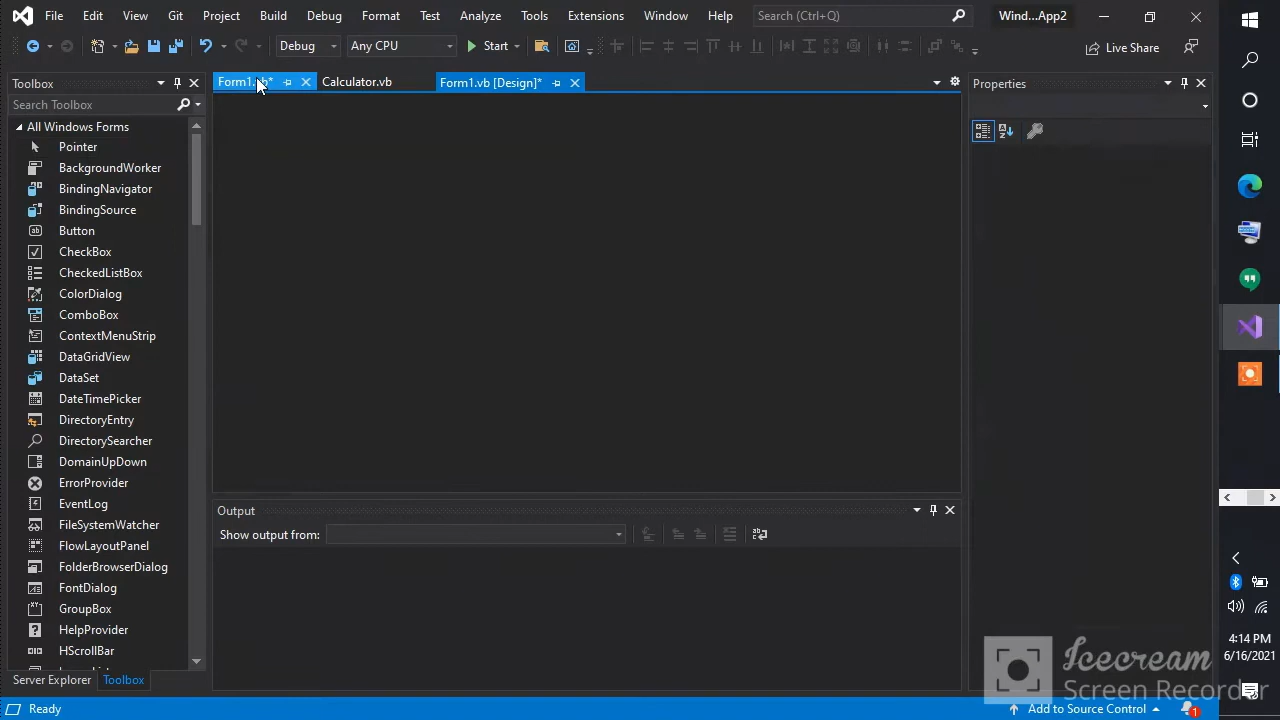 File Edit View Git Project Build Debug Format Test Analyze Tools Extensions Window Help Search (Ctrl+Q) Wind...App2
Debug Any CPU Start Live Share
Toolbox
Search Toolbox
All Windows Forms
Pointer
BackgroundWorker
BindingNavigator
BindingSource
Button
CheckBox
CheckedListBox
ColorDialog
ComboBox
ContextMenuStrip
DataGridView
DataSet
DateTimePicker
DirectoryEntry
DirectorySearcher
DomainUpDown
ErrorProvider
EventLog
FileSystemWatcher
FlowLayoutPanel
FolderBrowserDialog
FontDialog
GroupBox
HelpProvider
HScrollBar
Server Explorer Toolbox
Form1.vb* Calculator.vb Form1.vb [Design]*
Output
Show output from:
Properties
4:14 PM
6/16/2021
Icecream
Screen Recorder
Ready
Add to Source Control
1